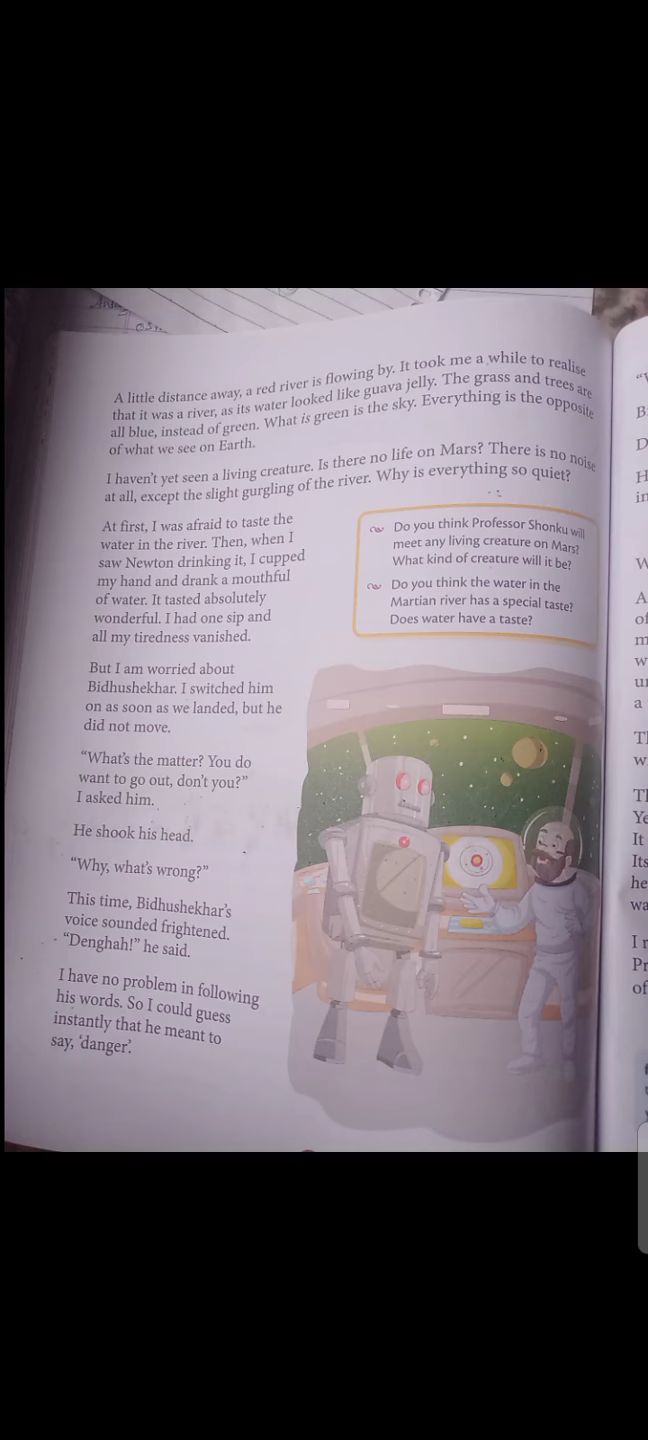 A little distance away, a red river is flowing by. It took me a while to realise
that it was a river, as its water looked like guava jelly. The grass and trees are
all blue, instead of green. What is green is the sky. Everything is the opposite
of what we see on Earth.
I haven't yet seen a living creature. Is there no life on Mars? There is no noise
at all, except the slight gurgling of the river. Why is everything so quiet?
At first, I was afraid to taste the
water in the river. Then, when I
saw Newton drinking it, I cupped
my hand and drank a mouthful
of water. It tasted absolutely
wonderful. I had one sip and
all my tiredness vanished.
But I am worried about
Bidhushekhar. I switched him
on as soon as we landed, but he
did not move.
"What's the matter? You do
want to go out, don't you?"
I asked him.
He shook his head.
"Why, what's wrong?"
This time, Bidhushekhar's
voice sounded frightened.
"Denghah!" he said.
I have no problem in following
his words. So I could guess
instantly that he meant to
say, 'danger'.
Do you think Professor Shonku will
meet any living creature on Mars?
What kind of creature will it be?
Do you think the water in the
Martian river has a special taste?
Does water have a taste?